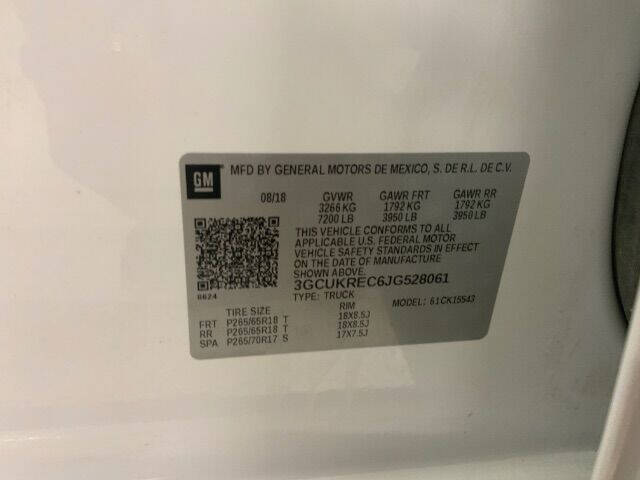 GM
MFD BY GENERAL MOTORS DE MEXICO, S. DE R.L. DE C.V.
08/18 GVWR GAWR FRT GAWR RR
3266 KG 1792 KG 1792 KG
7200 LB 3950 LB 3950 LB
THIS VEHICLE CONFORMS TO ALL
APPLICABLE U.S. FEDERAL MOTOR
VEHICLE SAFETY STANDARDS IN EFFECT
ON THE DATE OF MANUFACTURE
SHOWN ABOVE.
3GCUKREC6JG528061
8624
TYPE: TRUCK MODEL: 61CK15543
TIRE SIZE RIM
FRT P265/65R18 T 18X8.5J
RR P265/65R18 T 18X8.5J
SPA P265/70R17 S 17X7.5J